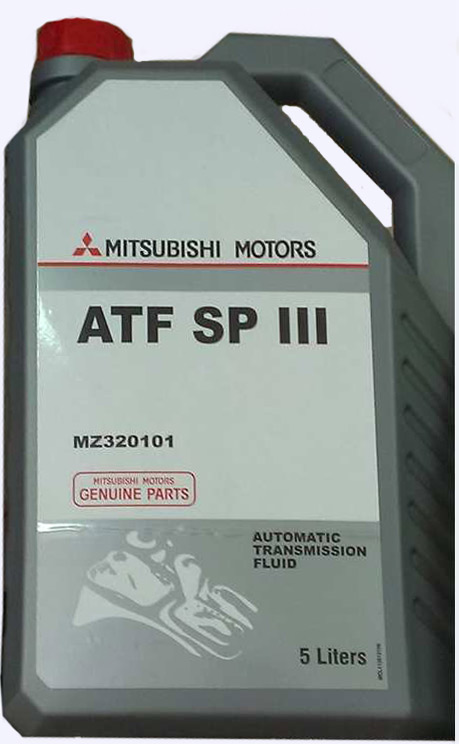 MITSUBISHI MOTORS
ATF SP III
MZ320101
MITSUBISHI MOTORS
GENUINE PARTS
AUTOMATIC
TRANSMISSION
FLUID
5 Liters